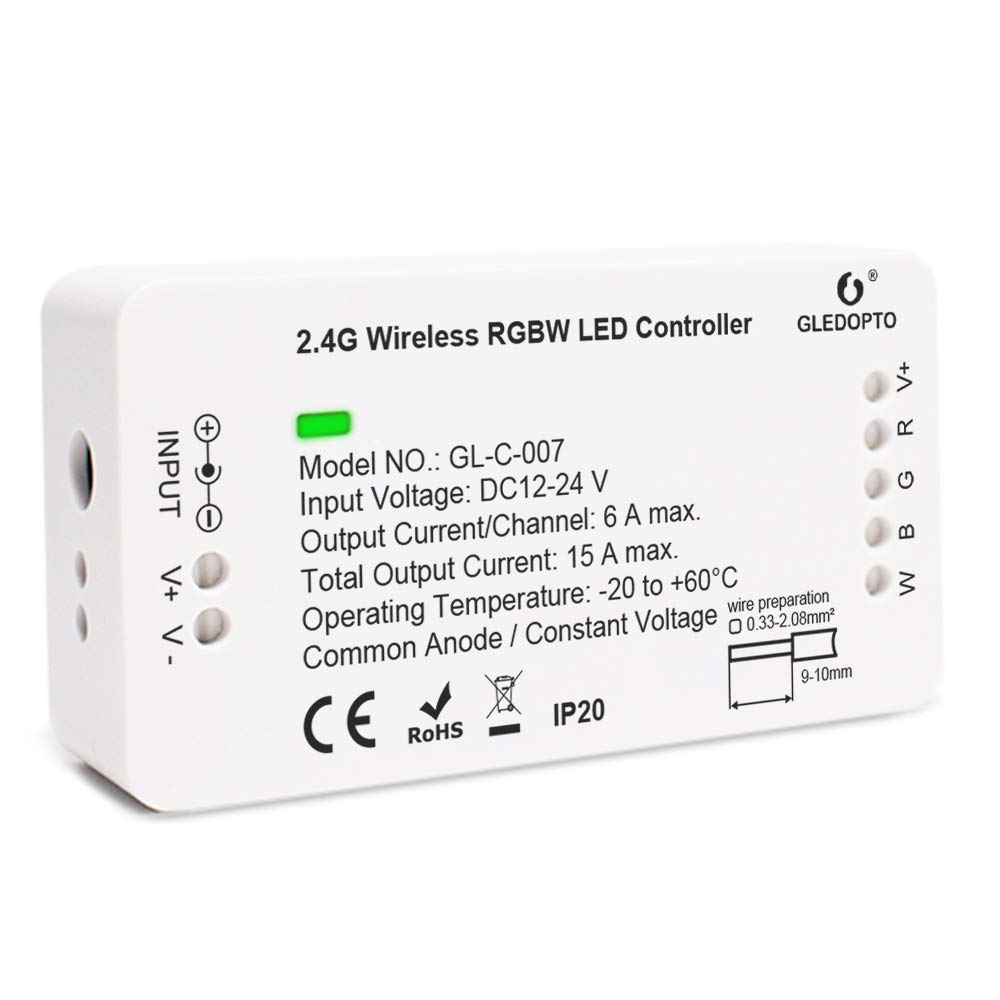 ®
GLEDOPTO
2.4G Wireless RGBW LED Controller
Model NO.: GL-C-007
Input Voltage: DC12-24 V
Output Current/Channel: 6 A max.
Total Output Current: 15 A max.
Operating Temperature: -20 to +60°C
Common Anode / Constant Voltage
INPUT
+
-
V+
V -
V+
R
G
B
W
wire preparation
0.33-2.08mm²
9-10mm
CE
RoHS
IP20